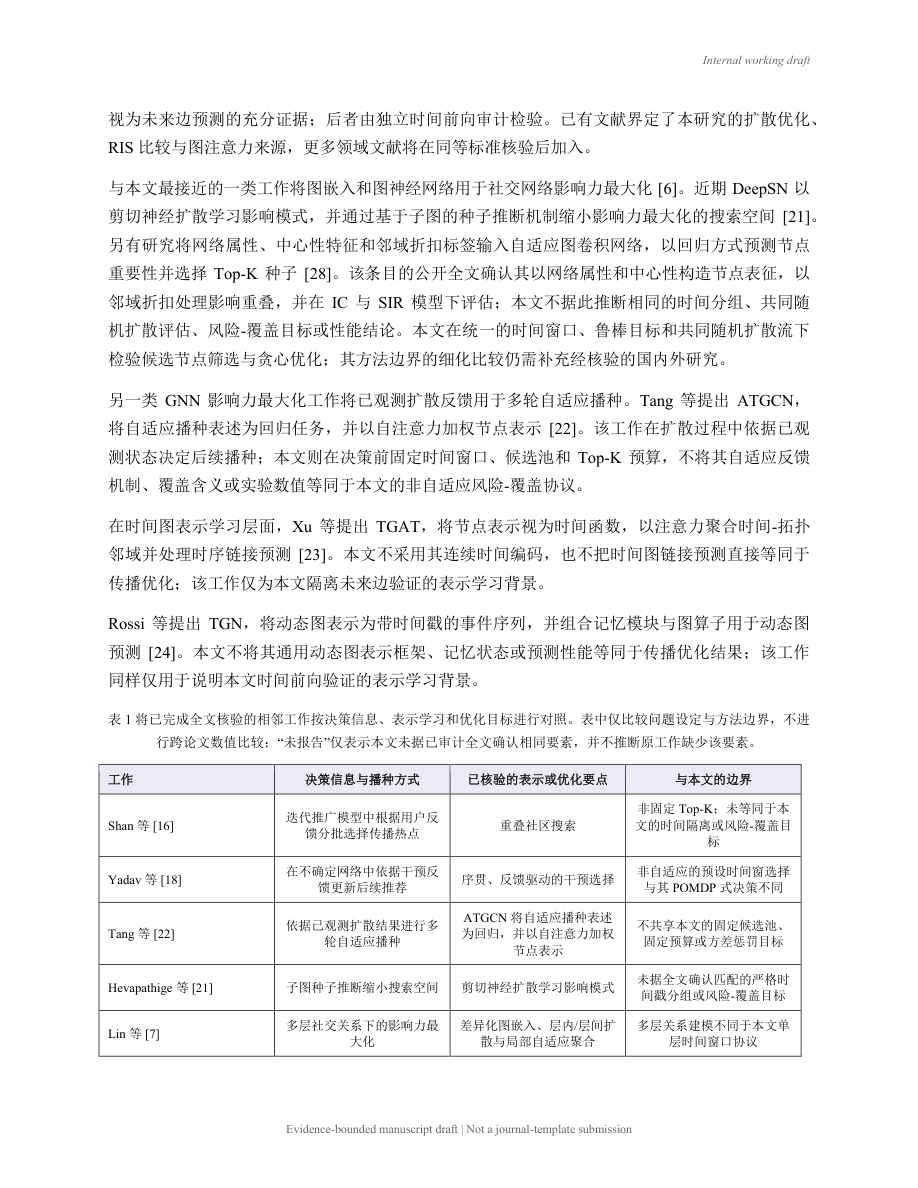 Internal working draft
视为未来边预测的充分证据；后者由独立时间前向审计检验。已有文献界定了本研究的扩散优化、
RIS 比较与图注意力来源，更多领域文献将在同等标准核验后加入。
与本文最接近的一类工作将图嵌入和图神经网络用于社交网络影响力最大化 [6]。近期 DeepSN 以
剪切神经扩散学习影响模式，并通过基于子图的种子推断机制缩小影响力最大化的搜索空间 [21]。
另有研究将网络属性、中心性特征和邻域折扣标签输入自适应图卷积网络，以回归方式预测节点
重要性并选择 Top-K 种子 [28]。该条目的公开全文确认其以网络属性和中心性构造节点表征，以
邻域折扣处理影响重叠，并在 IC 与 SIR 模型下评估；本文不据此推断相同的时间分组、共同随
机扩散评估、风险-覆盖目标或性能结论。本文在统一的时间窗口、鲁棒目标和共同随机扩散流下
检验候选节点筛选与贪心优化；其方法边界的细化比较仍需补充经核验的国内外研究。
另一类 GNN 影响力最大化工作将已观测扩散反馈用于多轮自适应播种。Tang 等提出 ATGCN，
将自适应播种表述为回归任务，并以自注意力加权节点表示 [22]。该工作在扩散过程中依据已观
测状态决定后续播种；本文则在决策前固定时间窗口、候选池和 Top-K 预算，不将其自适应反馈
机制、覆盖含义或实验数值等同于本文的非自适应风险-覆盖协议。
在时间图表示学习层面，Xu 等提出 TGAT，将节点表示视为时间函数，以注意力聚合时间-拓扑
邻域并处理时序链接预测 [23]。本文不采用其连续时间编码，也不把时间图链接预测直接等同于
传播优化；该工作仅为本文隔离未来边验证的表示学习背景。
Rossi 等提出 TGN，将动态图表示为带时间戳的事件序列，并组合记忆模块与图算子用于动态图
预测 [24]。本文不将其通用动态图表示框架、记忆状态或预测性能等同于传播优化结果；该工作
同样仅用于说明本文时间前向验证的表示学习背景。
表 1 将已完成全文核验的相邻工作按决策信息、表示学习和优化目标进行对照。表中仅比较问题设定与方法边界，不进
行跨论文数值比较；“未报告”仅表示本文未据已审计全文确认相同要素，并不推断原工作缺少该要素。
工作 决策信息与播种方式 已核验的表示或优化要点 与本文的边界
Shan 等 [16]
迭代推广模型中根据用户反
馈分批选择传播热点
重叠社区搜索
非固定 Top-K；未等同于本
文的时间隔离或风险-覆盖目
标
Yadav 等 [18]
在不确定网络中依据干预反
馈更新后续推荐
序贯、反馈驱动的干预选择
非自适应的预设时间窗选择
与其 POMDP 式决策不同
Tang 等 [22]
依据已观测扩散结果进行多
轮自适应播种
ATGCN 将自适应播种表述
为回归，并以自注意力加权
节点表示
不共享本文的固定候选池、
固定预算或方差惩罚目标
Hevapathige 等 [21]
子图种子推断缩小搜索空间
剪切神经扩散学习影响模式
未据全文确认匹配的严格时
间戳分组或风险-覆盖目标
Lin 等 [7]
多层社交关系下的影响力最
大化
差异化图嵌入、层内/层间扩
散与局部自适应聚合
多层关系建模不同于本文单
层时间窗口协议
Evidence-bounded manuscript draft | Not a journal-template submission